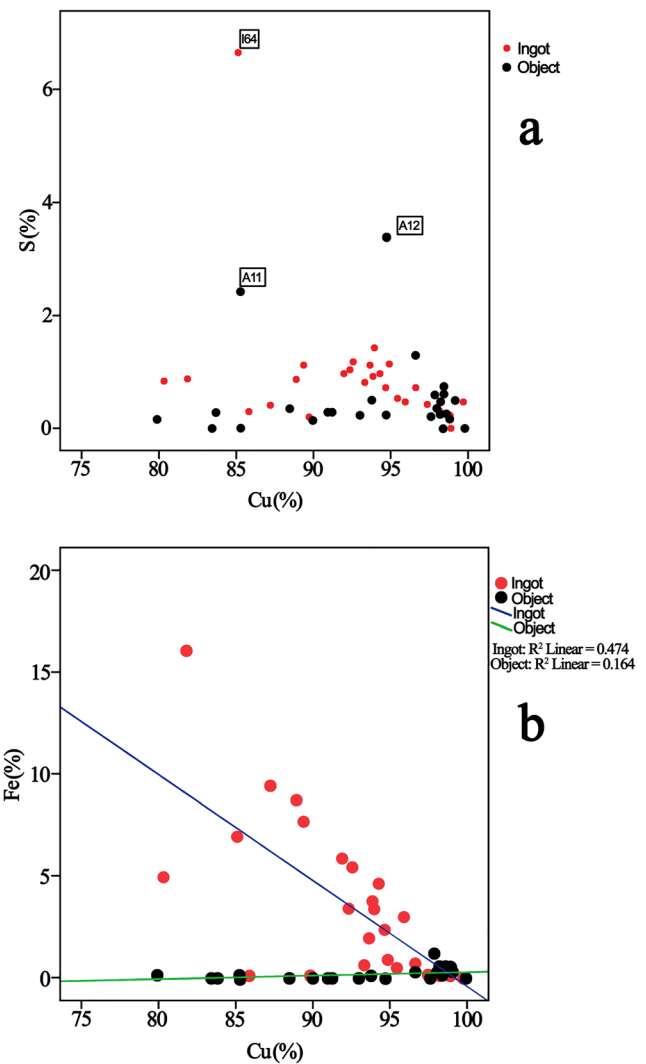 I64
Ingot
Object
a
6
4
A12
S(%)
A11
2
0
75 80 85 90 95 100
Cu(%)
20
Ingot
Object
Ingot
Object
Ingot: R² Linear = 0.474
Object: R² Linear = 0.164
15
b
10
Fe(%)
5
0
75 80 85 90 95 100
Cu(%)